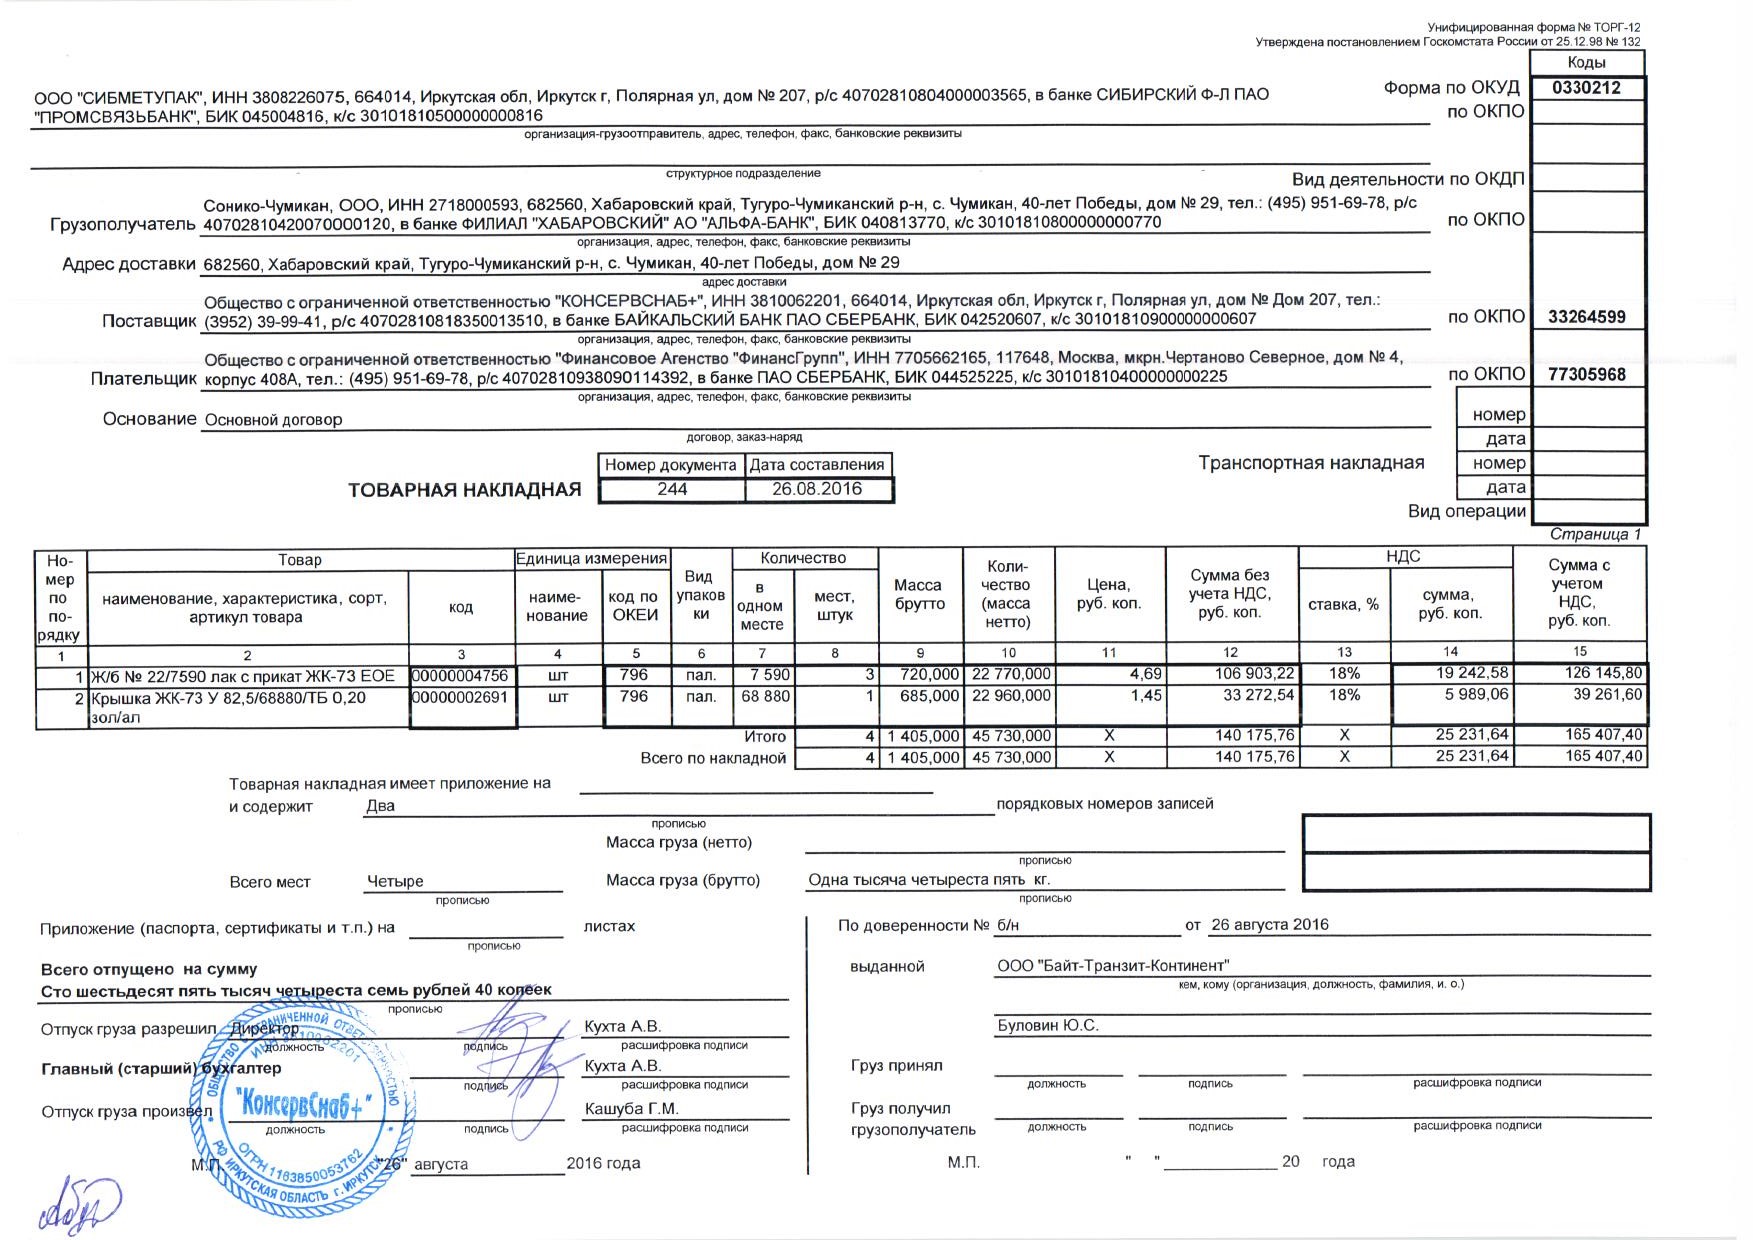 Унифицированная форма № ТОРГ-12
Утверждена постановлением Госкомстата России от 25.12.98 № 132
Коды
Форма по ОКУД 0330212
ООО "СИБМЕТУПАК", ИНН 3808226075, 664014, Иркутская обл, Иркутск г, Полярная ул, дом № 207, р/с 40702810804000003565, в банке СИБИРСКИЙ Ф-Л ПАО
"ПРОМСВЯЗЬБАНК", БИК 045004816, к/с 30101810500000000816
по ОКПО
организация-грузоотправитель, адрес, телефон, факс, банковские реквизиты
структурное подразделение
Вид деятельности по ОКДП
Сонико-Чумикан, ООО, ИНН 2718000593, 682560, Хабаровский край, Тугуро-Чумиканский р-н, с. Чумикан, 40-лет Победы, дом № 29, тел.: (495) 951-69-78, р/с
Грузополучатель 40702810420070000120, в банке ФИЛИАЛ "ХАБАРОВСКИЙ" АО "АЛЬФА-БАНК", БИК 040813770, к/с 30101810800000000770 по ОКПО
организация, адрес, телефон, факс, банковские реквизиты
Адрес доставки 682560, Хабаровский край, Тугуро-Чумиканский р-н, с. Чумикан, 40-лет Победы, дом № 29
адрес доставки
Общество с ограниченной ответственностью "КОНСЕРВСНАБ+", ИНН 3810062201, 664014, Иркутская обл, Иркутск г, Полярная ул, дом № Дом 207, тел.:
Поставщик (3952) 39-99-41, р/с 40702810818350013510, в банке БАЙКАЛЬСКИЙ БАНК ПАО СБЕРБАНК, БИК 042520607, к/с 30101810900000000607 по ОКПО 33264599
организация, адрес, телефон, факс, банковские реквизиты
Общество с ограниченной ответственностью "Финансовое Агенство "ФинансГрупп", ИНН 7705662165, 117648, Москва, мкрн.Чертаново Северное, дом № 4,
Плательщик корпус 408А, тел.: (495) 951-69-78, р/с 40702810938090114392, в банке ПАО СБЕРБАНК, БИК 044525225, к/с 30101810400000000225 по ОКПО 77305968
организация, адрес, телефон, факс, банковские реквизиты
Основание Основной договор номер
договор, заказ-наряд
дата
Номер документа Дата составления
Транспортная накладная номер
ТОВАРНАЯ НАКЛАДНАЯ 244 26.08.2016
дата
Вид операции
Страница 1
Но-
мер
по
по-
рядку
Товар
наименование, характеристика, сорт,
артикул товара
код
Единица измерения
наиме-
нование
код по
ОКЕИ
Вид
упаков
ки
Количество
в
одном
месте
мест,
штук
Масса
брутто
Коли-
чество
(масса
нетто)
Цена,
руб. коп.
Сумма без
учета НДС,
руб. коп.
НДС
ставка, %
сумма,
руб. коп.
Сумма с
учетом
НДС,
руб. коп.
1 2 3 4 5 6 7 8 9 10 11 12 13 14 15
1 Ж/б № 22/7590 лак с прикат ЖК-73 ЕОЕ 00000004756 шт 796 пал. 7 590 3 720,000 22 770,000 4,69 106 903,22 18% 19 242,58 126 145,80
2 Крышка ЖК-73 У 82,5/68880/ТБ 0,20 00000002691 шт 796 пал. 68 880 1 685,000 22 960,000 1,45 33 272,54 18% 5 989,06 39 261,60
зол/ал
Итого 4 1 405,000 45 730,000 X 140 175,76 X 25 231,64 165 407,40
Всего по накладной 4 1 405,000 45 730,000 X 140 175,76 X 25 231,64 165 407,40
Товарная накладная имеет приложение на
и содержит Два порядковых номеров записей
прописью
Масса груза (нетто)
прописью
Всего мест Четыре Масса груза (брутто) Одна тысяча четыреста пять кг.
прописью прописью
Приложение (паспорта, сертификаты и т.п.) на листах
прописью
По доверенности № б/н от 26 августа 2016
Всего отпущено на сумму
выданной ООО "Байт-Транзит-Континент"
кем, кому (организация, должность, фамилия, и. о.)
Сто шестьдесят пять тысяч четыреста семь рублей 40 копеек
прописью
Отпуск груза разрешил Директор Кухта А.В.
должность подпись расшифровка подписи
Буловин Ю.С.
Главный (старший) бухгалтер Кухта А.В.
подпись расшифровка подписи
Груз принял
должность подпись расшифровка подписи
Отпуск груза произвел Кашуба Г.М.
должность подпись расшифровка подписи
Груз получил
грузополучатель
должность подпись расшифровка подписи
М.П. "26" августа 2016 года
М.П. " " 20 года
ОБЩЕСТВО С ОГРАНИЧЕННОЙ ОТВЕТСТВЕННОСТЬЮ
ИНН 3810062201
"КонсервСнаб+"
ОГРН 1163850053762
РФ ИРКУТСКАЯ ОБЛАСТЬ г. ИРКУТСК